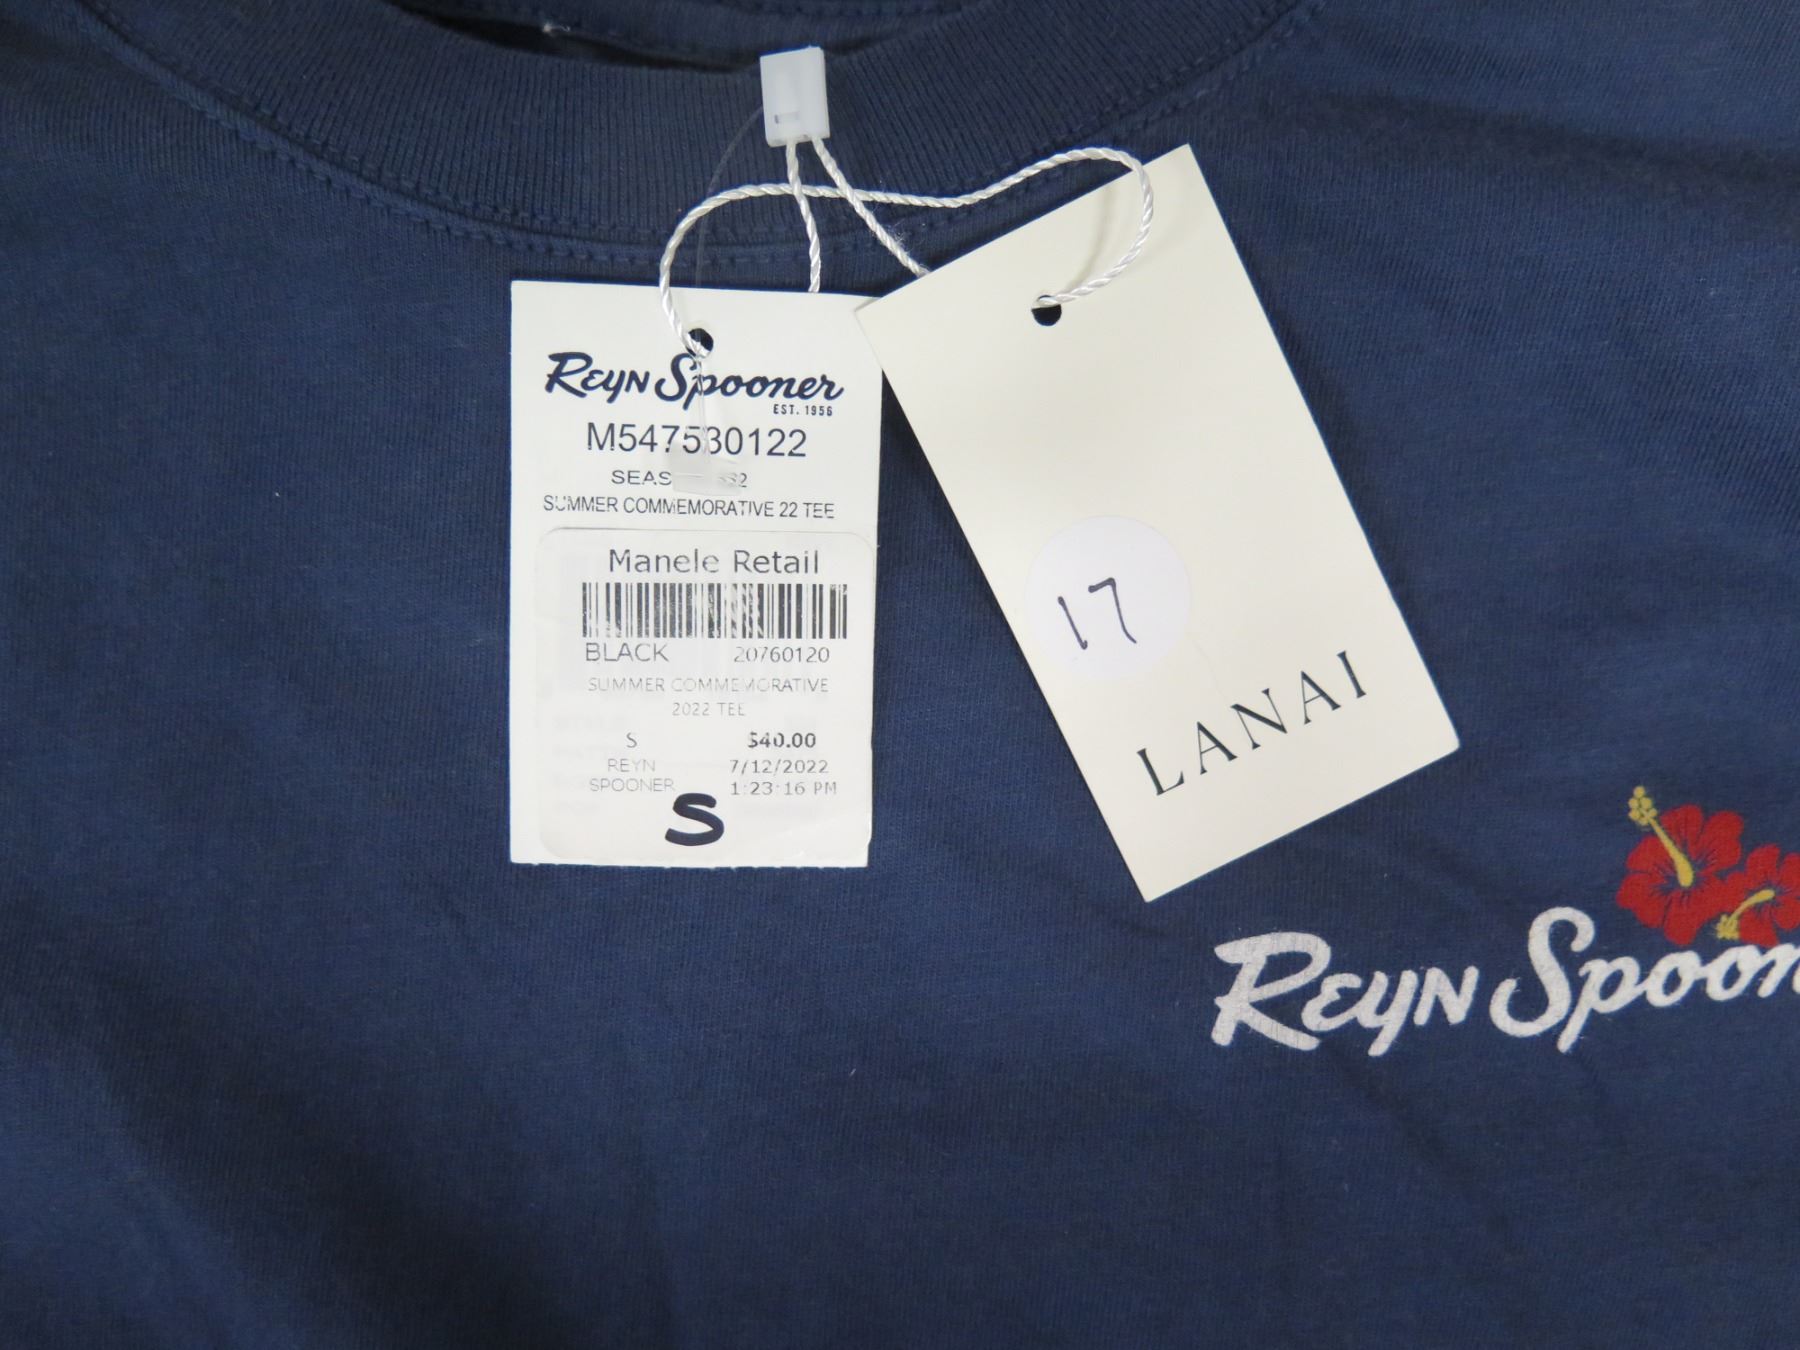 Reyn Spooner
EST. 1956
M547530122
SUMMER COMMEMORATIVE 22 TEE
Manele Retail
BLACK 20760120
SUMMER COMMEMORATIVE
2022 TEE
S $40.00
REYN 7/12/2022
SPOONER 1:23:16 PM
S
17
LANAI
Reyn